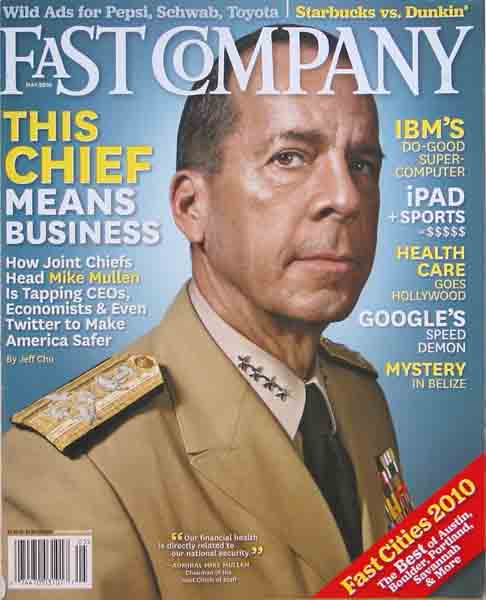 Wild Ads for Pepsi, Schwab, Toyota | Starbucks vs. Dunkin'
FAST COMPANY
MAY 2010
THIS
CHIEF
MEANS
BUSINESS
How Joint Chiefs
Head Mike Mullen
Is Tapping CEOs,
Economists & Even
Twitter to Make
America Safer
By Jeff Chu
IBM'S
DO-GOOD
SUPER-
COMPUTER
iPAD
+ SPORTS
=$$$$$
HEALTH
CARE
GOES
HOLLYWOOD
GOOGLE'S
SPEED
DEMON
MYSTERY
IN BELIZE
"Our financial health
is directly related to
our national security."
—ADMIRAL MIKE MULLEN
Chairman of the
Joint Chiefs of Staff
Fast Cities 2010
The Best of Austin,
Boulder, Portland,
Savannah
& More